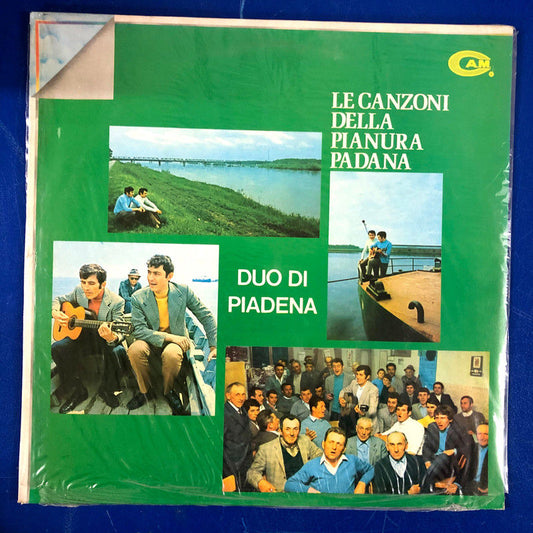 CAM
LE CANZONI
DELLA
PIANURA
PADANA
DUO DI
PIADENA